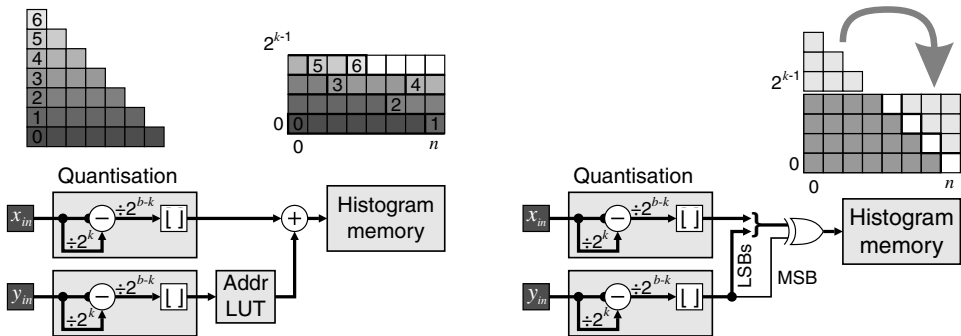 6
5
4
3
2
1
0
2^{k-1}
5 6
3 4
2
0 0 1
0 n
Quantisation
x_{in}
−
÷2^k
÷2^{b-k}
[ ]
+
Histogram
memory
y_{in}
−
÷2^k
÷2^{b-k}
[ ]
Addr
LUT
2^{k-1}
0
0 n
Quantisation
x_{in}
−
÷2^k
÷2^{b-k}
[ ]
}
LSBs
MSB
Histogram
memory
y_{in}
−
÷2^k
÷2^{b-k}
[ ]